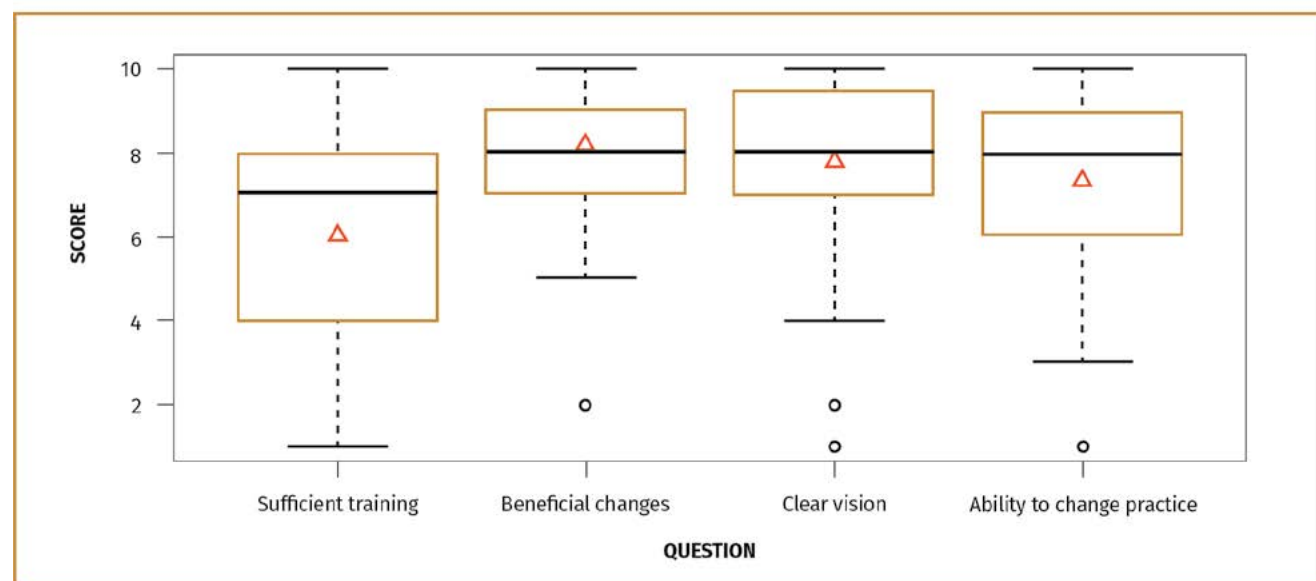 10
8
6
4
2
SCORE
Sufficient training
Beneficial changes
Clear vision
Ability to change practice
QUESTION